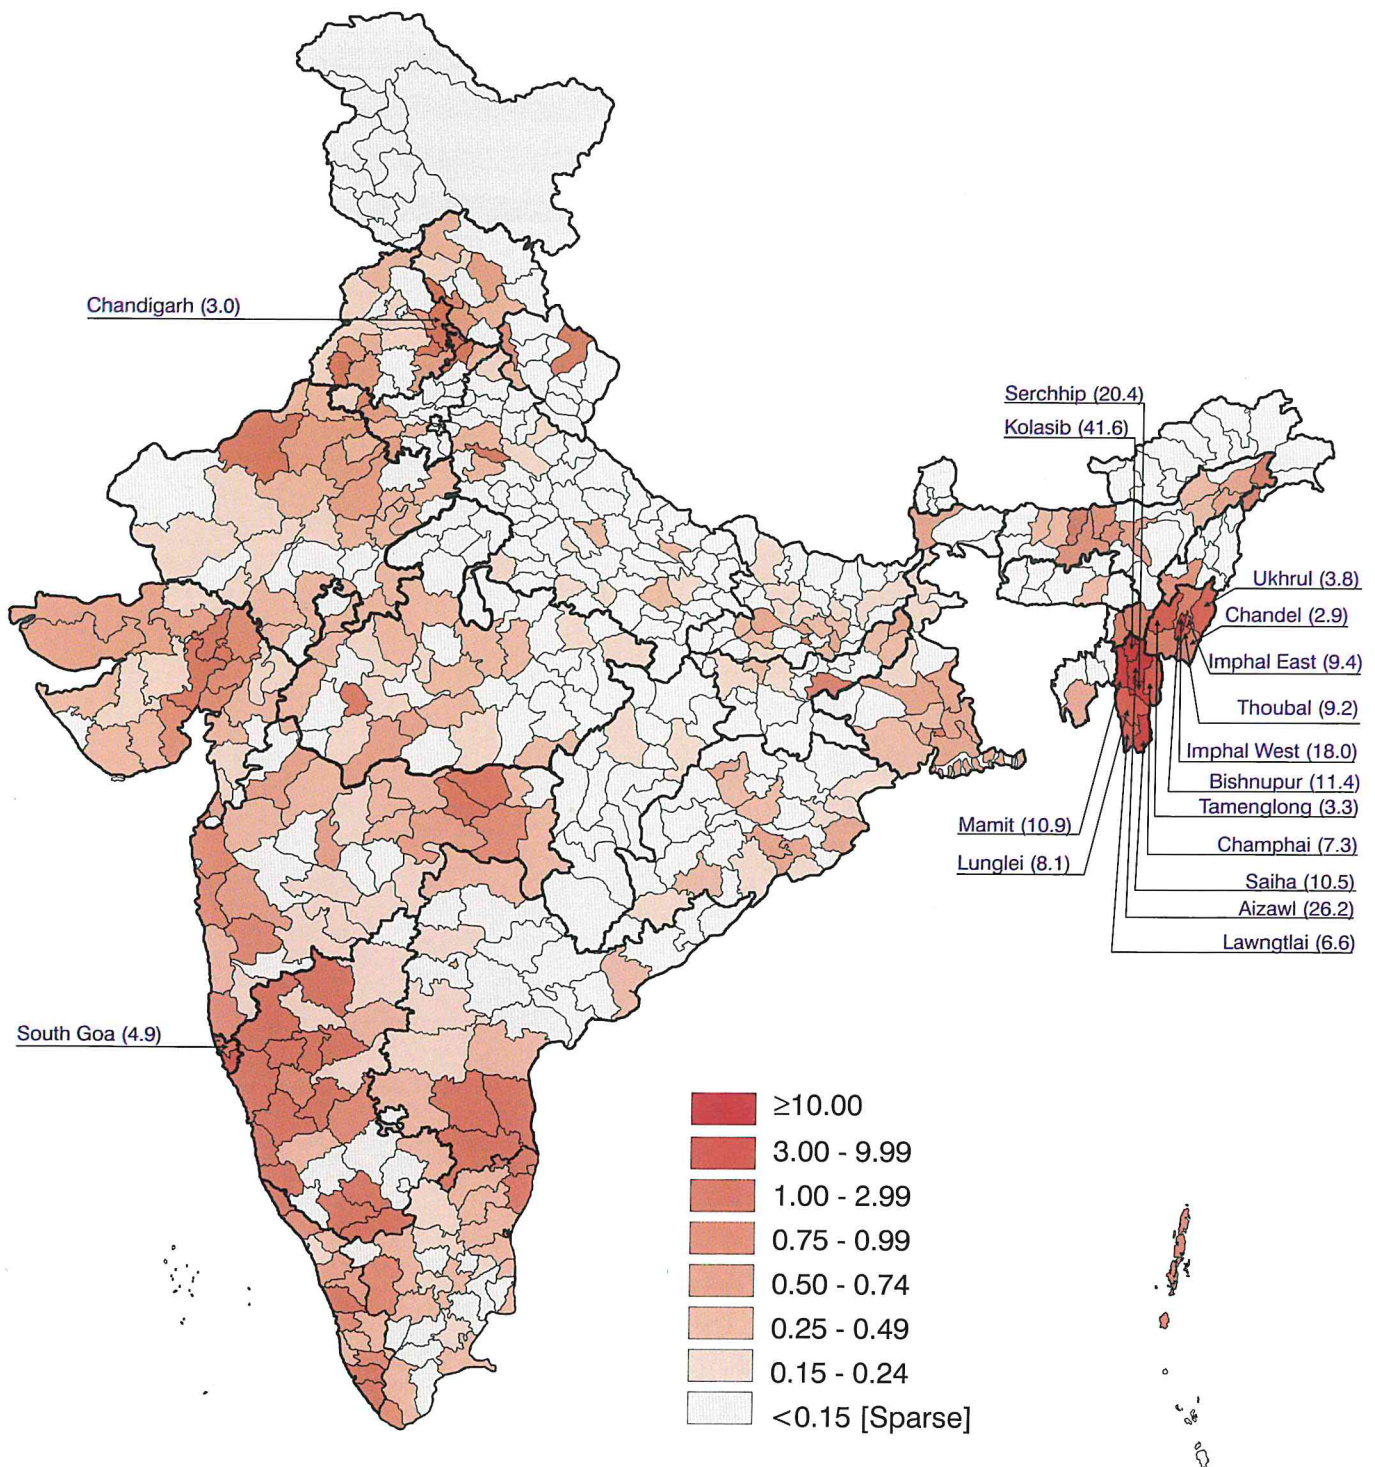 Chandigarh (3.0)
Serchhip (20.4)
Kolasib (41.6)
Ukhrul (3.8)
Chandel (2.9)
Imphal East (9.4)
Thoubal (9.2)
Imphal West (18.0)
Bishnupur (11.4)
Tamenglong (3.3)
Mamit (10.9)
Champhai (7.3)
Lunglei (8.1)
Saiha (10.5)
Aizawl (26.2)
Lawngtlai (6.6)
South Goa (4.9)
≥10.00
3.00 - 9.99
1.00 - 2.99
0.75 - 0.99
0.50 - 0.74
0.25 - 0.49
0.15 - 0.24
<0.15 [Sparse]